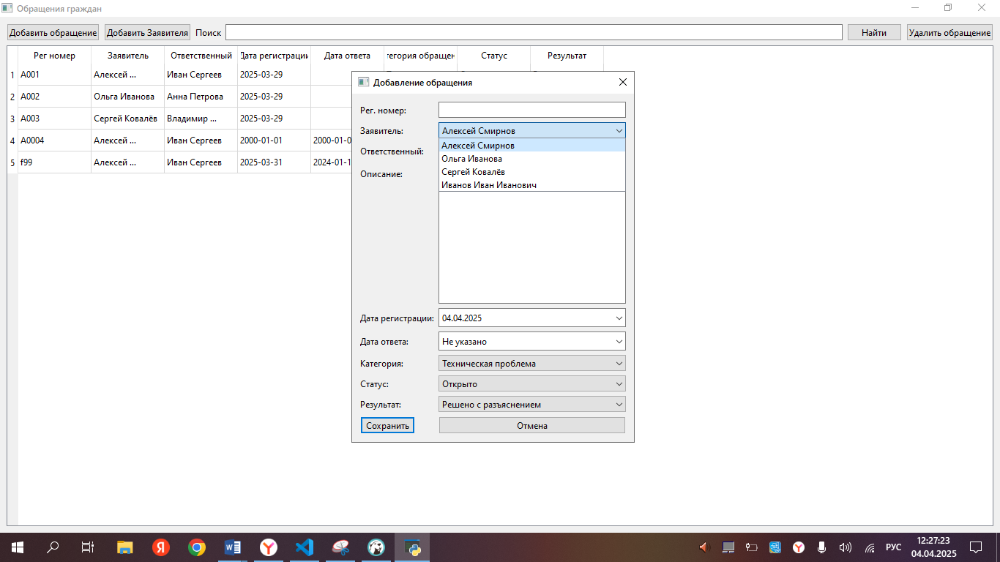 Обращения граждан
Добавить обращение Добавить Заявителя Поиск Найти Удалить обращение
Рег номер Заявитель Ответственный Дата регистрации Дата ответа тегория обращен Статус Результат
1 A001 Алексей ... Иван Сергеев 2025-03-29
2 A002 Ольга Иванова Анна Петрова 2025-03-29
3 A003 Сергей Ковалёв Владимир ... 2025-03-29
4 A0004 Алексей ... Иван Сергеев 2000-01-01 2000-01-0
5 f99 Алексей ... Иван Сергеев 2025-03-31 2024-01-1
Добавление обращения
Рег. номер:
Заявитель: Алексей Смирнов
Алексей Смирнов
Ольга Иванова
Сергей Ковалёв
Иванов Иван Иванович
Ответственный:
Описание:
Дата регистрации: 04.04.2025
Дата ответа: Не указано
Категория: Техническая проблема
Статус: Открыто
Результат: Решено с разъяснением
Сохранить Отмена
РУС 12:27:23
04.04.2025